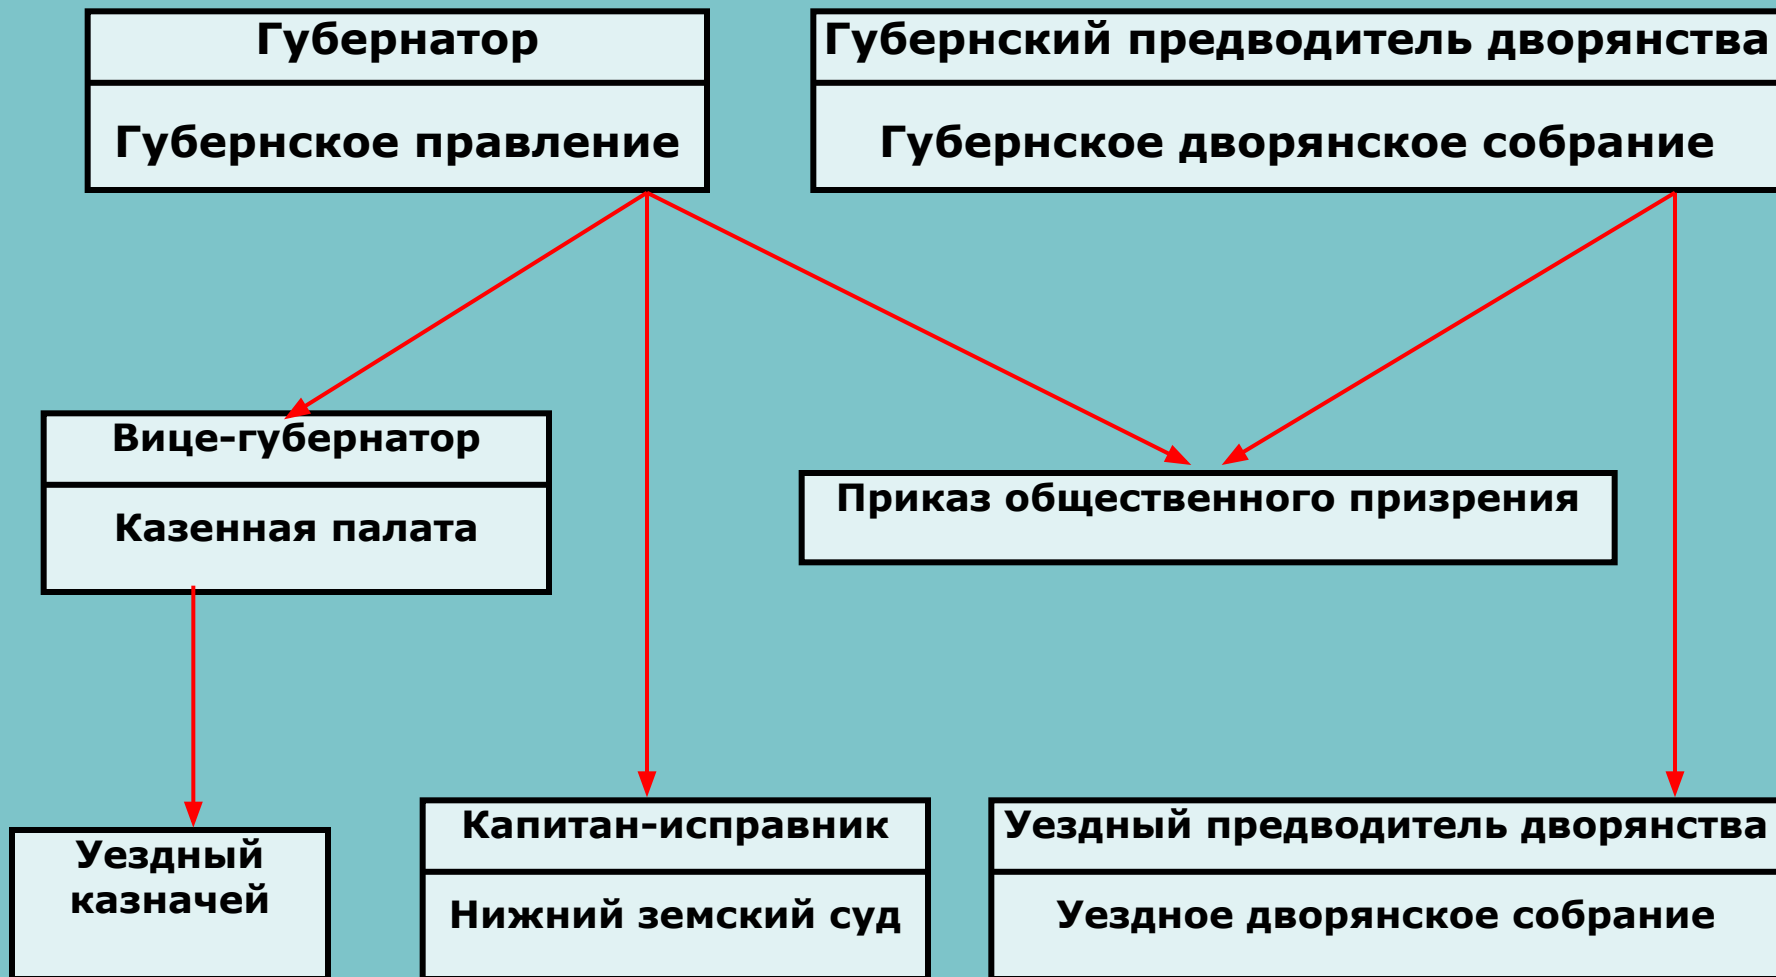 Губернатор
Губернское правление
Губернский предводитель дворянства
Губернское дворянское собрание
Вице-губернатор
Казенная палата
Приказ общественного призрения
Уездный
казначей
Капитан-исправник
Нижний земский суд
Уездный предводитель дворянства
Уездное дворянское собрание